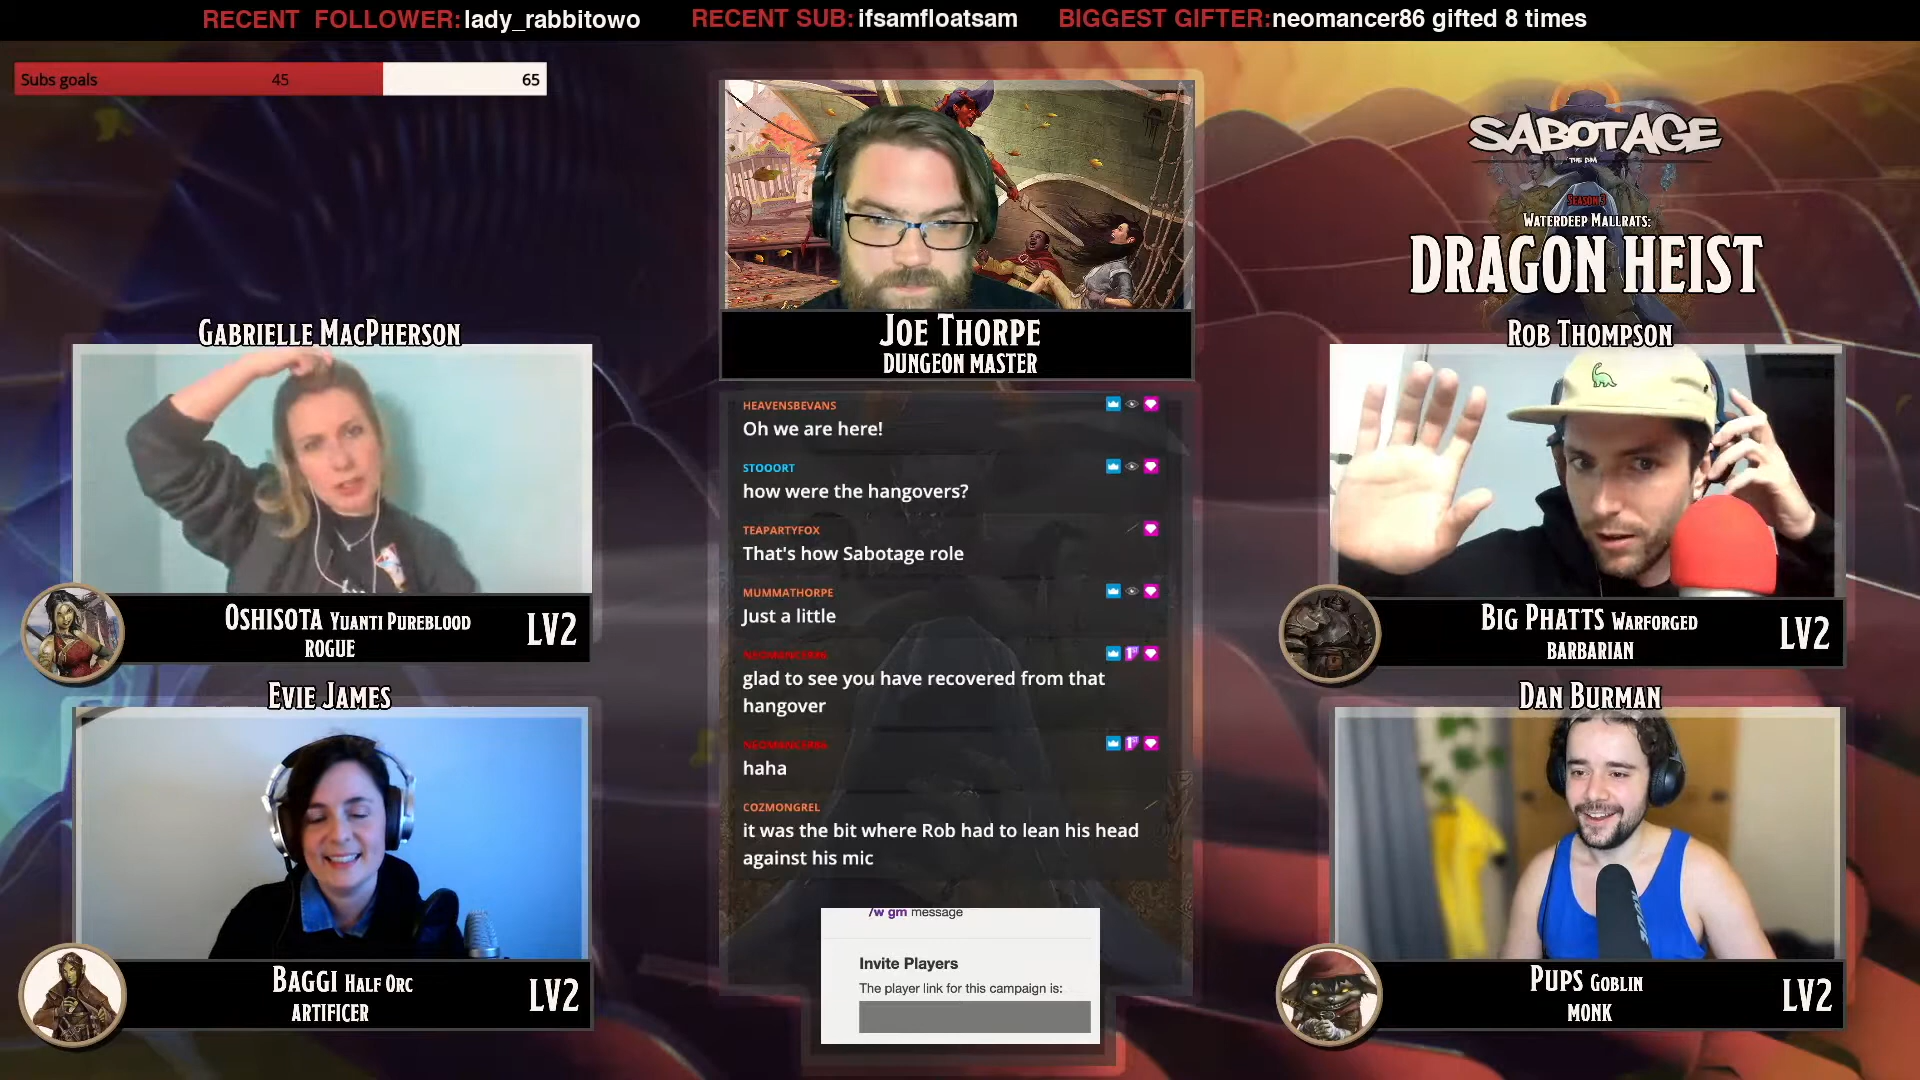 RECENT FOLLOWER: lady_rabbitowo RECENT SUB: ifsamfloatsam BIGGEST GIFTER: neomancer86 gifted 8 times
Subs goals 45 65
SABOTAGE
SEASON
WATERDEEP MALLRATS:
DRAGON HEIST
JOE THORPE
DUNGEON MASTER
GABRIELLE MACPHERSON
OSHISOTA YUANTI PUREBLOOD
ROGUE
LV2
EVIE JAMES
BAGGI HALF ORC
ARTIFICER
LV2
HEAVENSBEVANS
Oh we are here!
STOOORT
how were the hangovers?
TEAPARTYFOX
That's how Sabotage role
MUMMATHORPE
Just a little
NEOMANCER86
glad to see you have recovered from that
hangover
NEOMANCER86
haha
COZMONGREL
it was the bit where Rob had to lean his head
against his mic
/w gm message
Invite Players
The player link for this campaign is:
ROB THOMPSON
BIG PHATTS WARFORGED
BARBARIAN
LV2
DAN BURMAN
PUPS GOBLIN
MONK
LV2